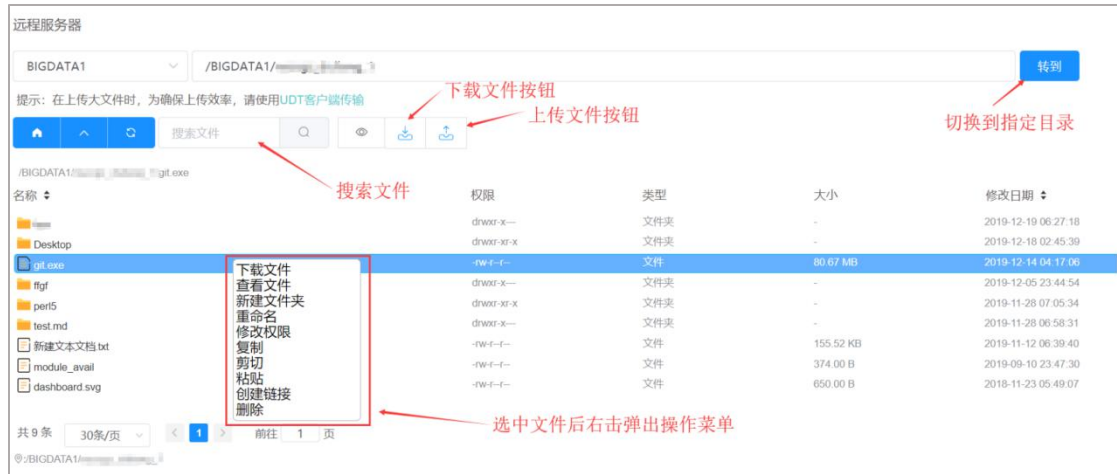 远程服务器
BIGDATA1 /BIGDATA1/ 转到
下载文件按钮
提示：在上传大文件时，为确保上传效率，请使用UDT客户端传输
上传文件按钮
切换到指定目录
搜索文件
/BIGDATA1/ git.exe
搜索文件
名称 权限 类型 大小 修改日期
drwxr-x--- 文件夹 - 2019-12-19 06:27:18
Desktop drwxr-xr-x 文件夹 - 2019-12-18 02:45:39
git.exe -rw-r--r-- 文件 80.67 MB 2019-12-14 04:17:06
ffgf drwxr-x--- 文件夹 - 2019-12-05 23:44:54
perl5 drwxr-xr-x 文件夹 - 2019-11-28 07:05:34
test.md drwxr-x--- 文件夹 - 2019-11-28 06:58:31
新建文本文档.txt -rw-r--r-- 文件 155.52 KB 2019-11-12 06:39:40
module_avail -rw-r--r-- 文件 374.00 B 2019-09-10 23:47:30
dashboard.svg -rw-r--r-- 文件 650.00 B 2018-11-23 05:49:07
下载文件
查看文件
新建文件夹
重命名
修改权限
复制
剪切
粘贴
创建链接
删除
选中文件后右击弹出操作菜单
共 9 条 30条/页 1 前往 1 页
:/BIGDATA1/